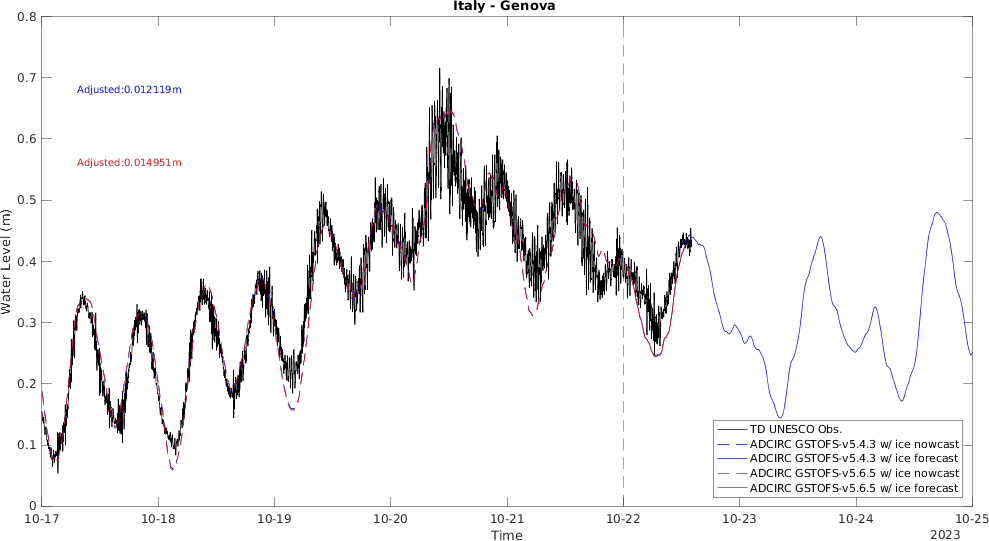 Italy - Genova
0.8
0.7
0.6
0.5
0.4
0.3
0.2
0.1
0
Water Level (m)
Adjusted:0.012119m
Adjusted:0.014951m
TD UNESCO Obs.
ADCIRC GSTOFS-v5.4.3 w/ ice nowcast
ADCIRC GSTOFS-v5.4.3 w/ ice forecast
ADCIRC GSTOFS-v5.6.5 w/ ice nowcast
ADCIRC GSTOFS-v5.6.5 w/ ice forecast
10-17 10-18 10-19 10-20 10-21 10-22 10-23 10-24 10-25
Time
2023